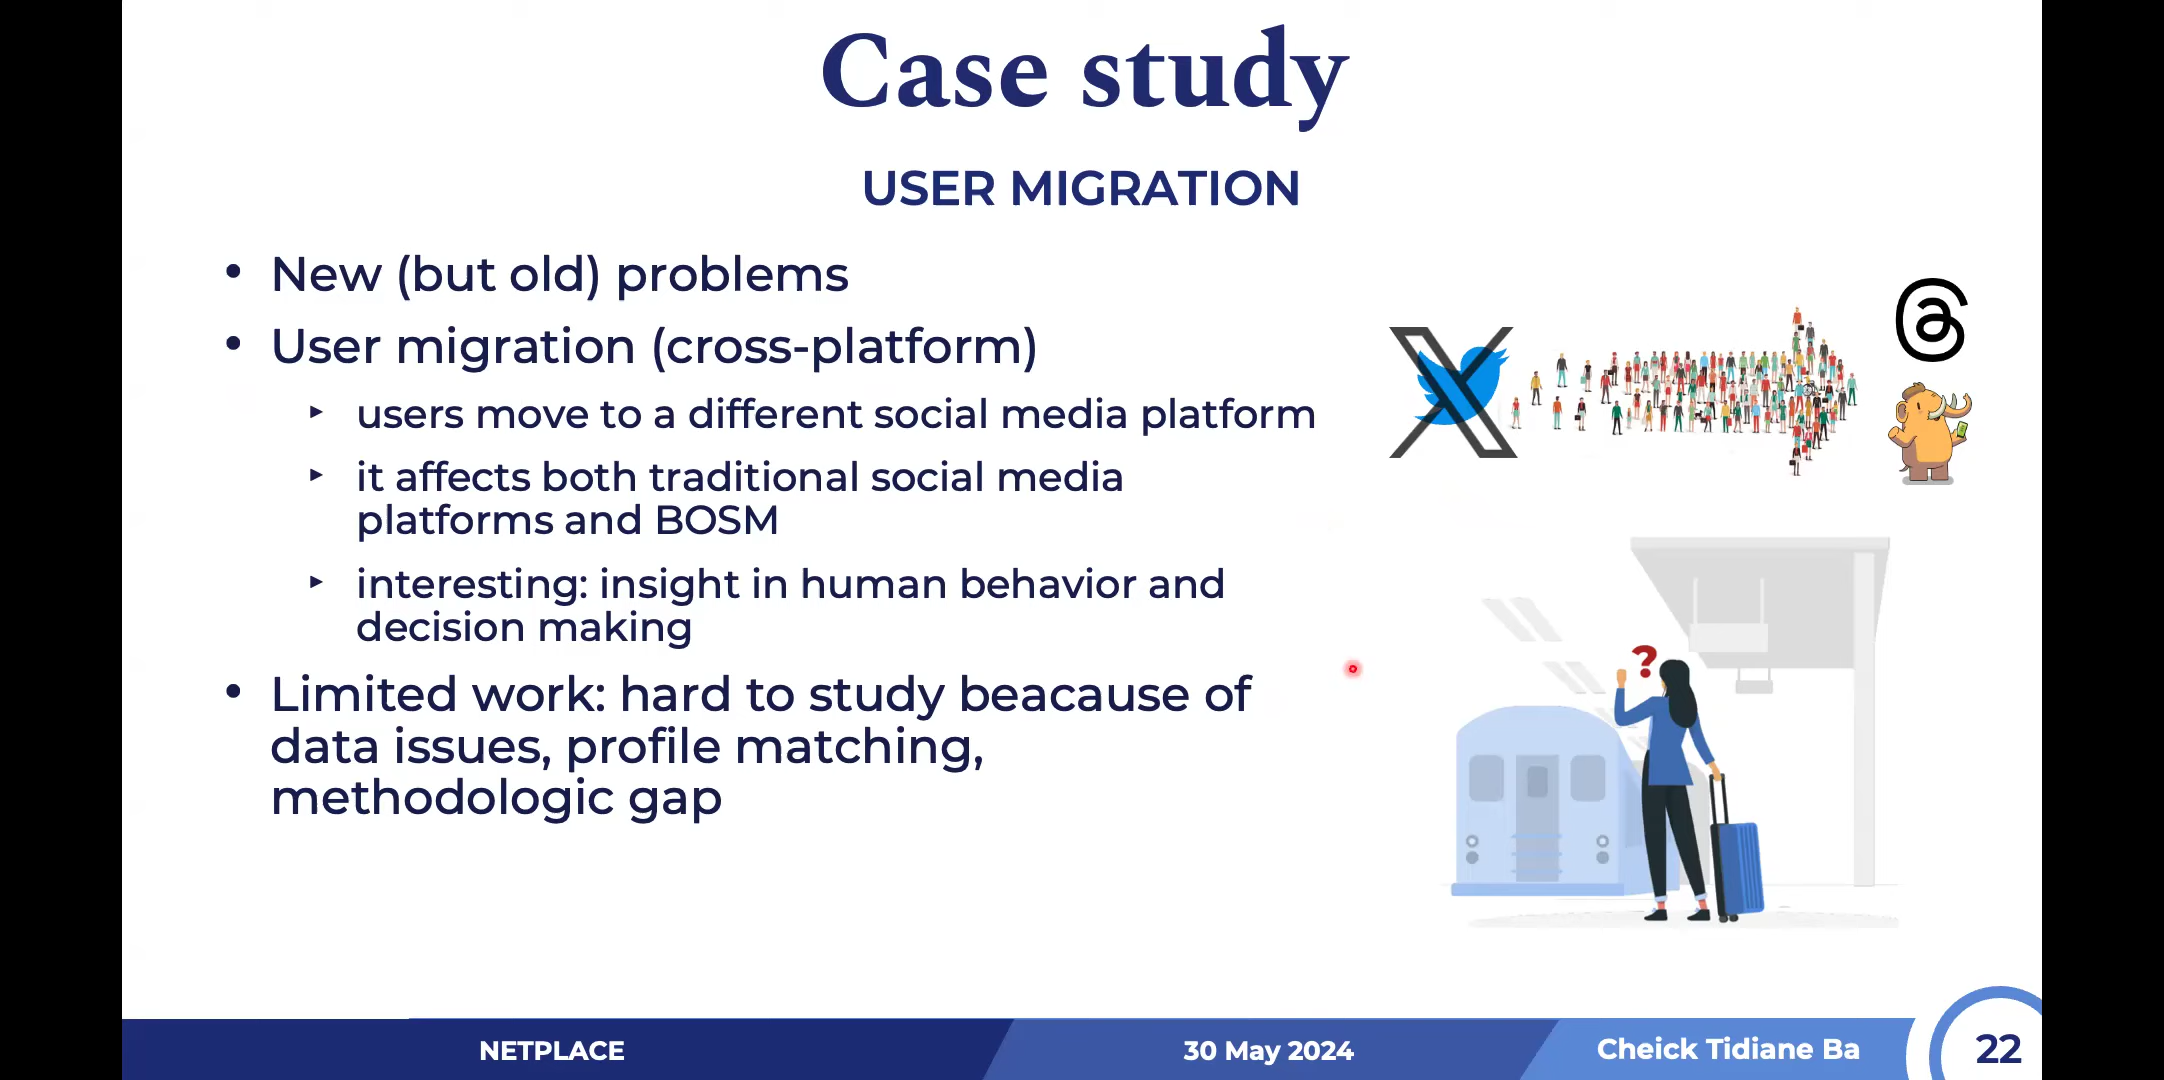 Case study
USER MIGRATION
• New (but old) problems
• User migration (cross-platform)
‣ users move to a different social media platform
‣ it affects both traditional social media
platforms and BOSM
‣ interesting: insight in human behavior and
decision making
• Limited work: hard to study beacause of
data issues, profile matching,
methodologic gap
?
NETPLACE
30 May 2024
Cheick Tidiane Ba
22